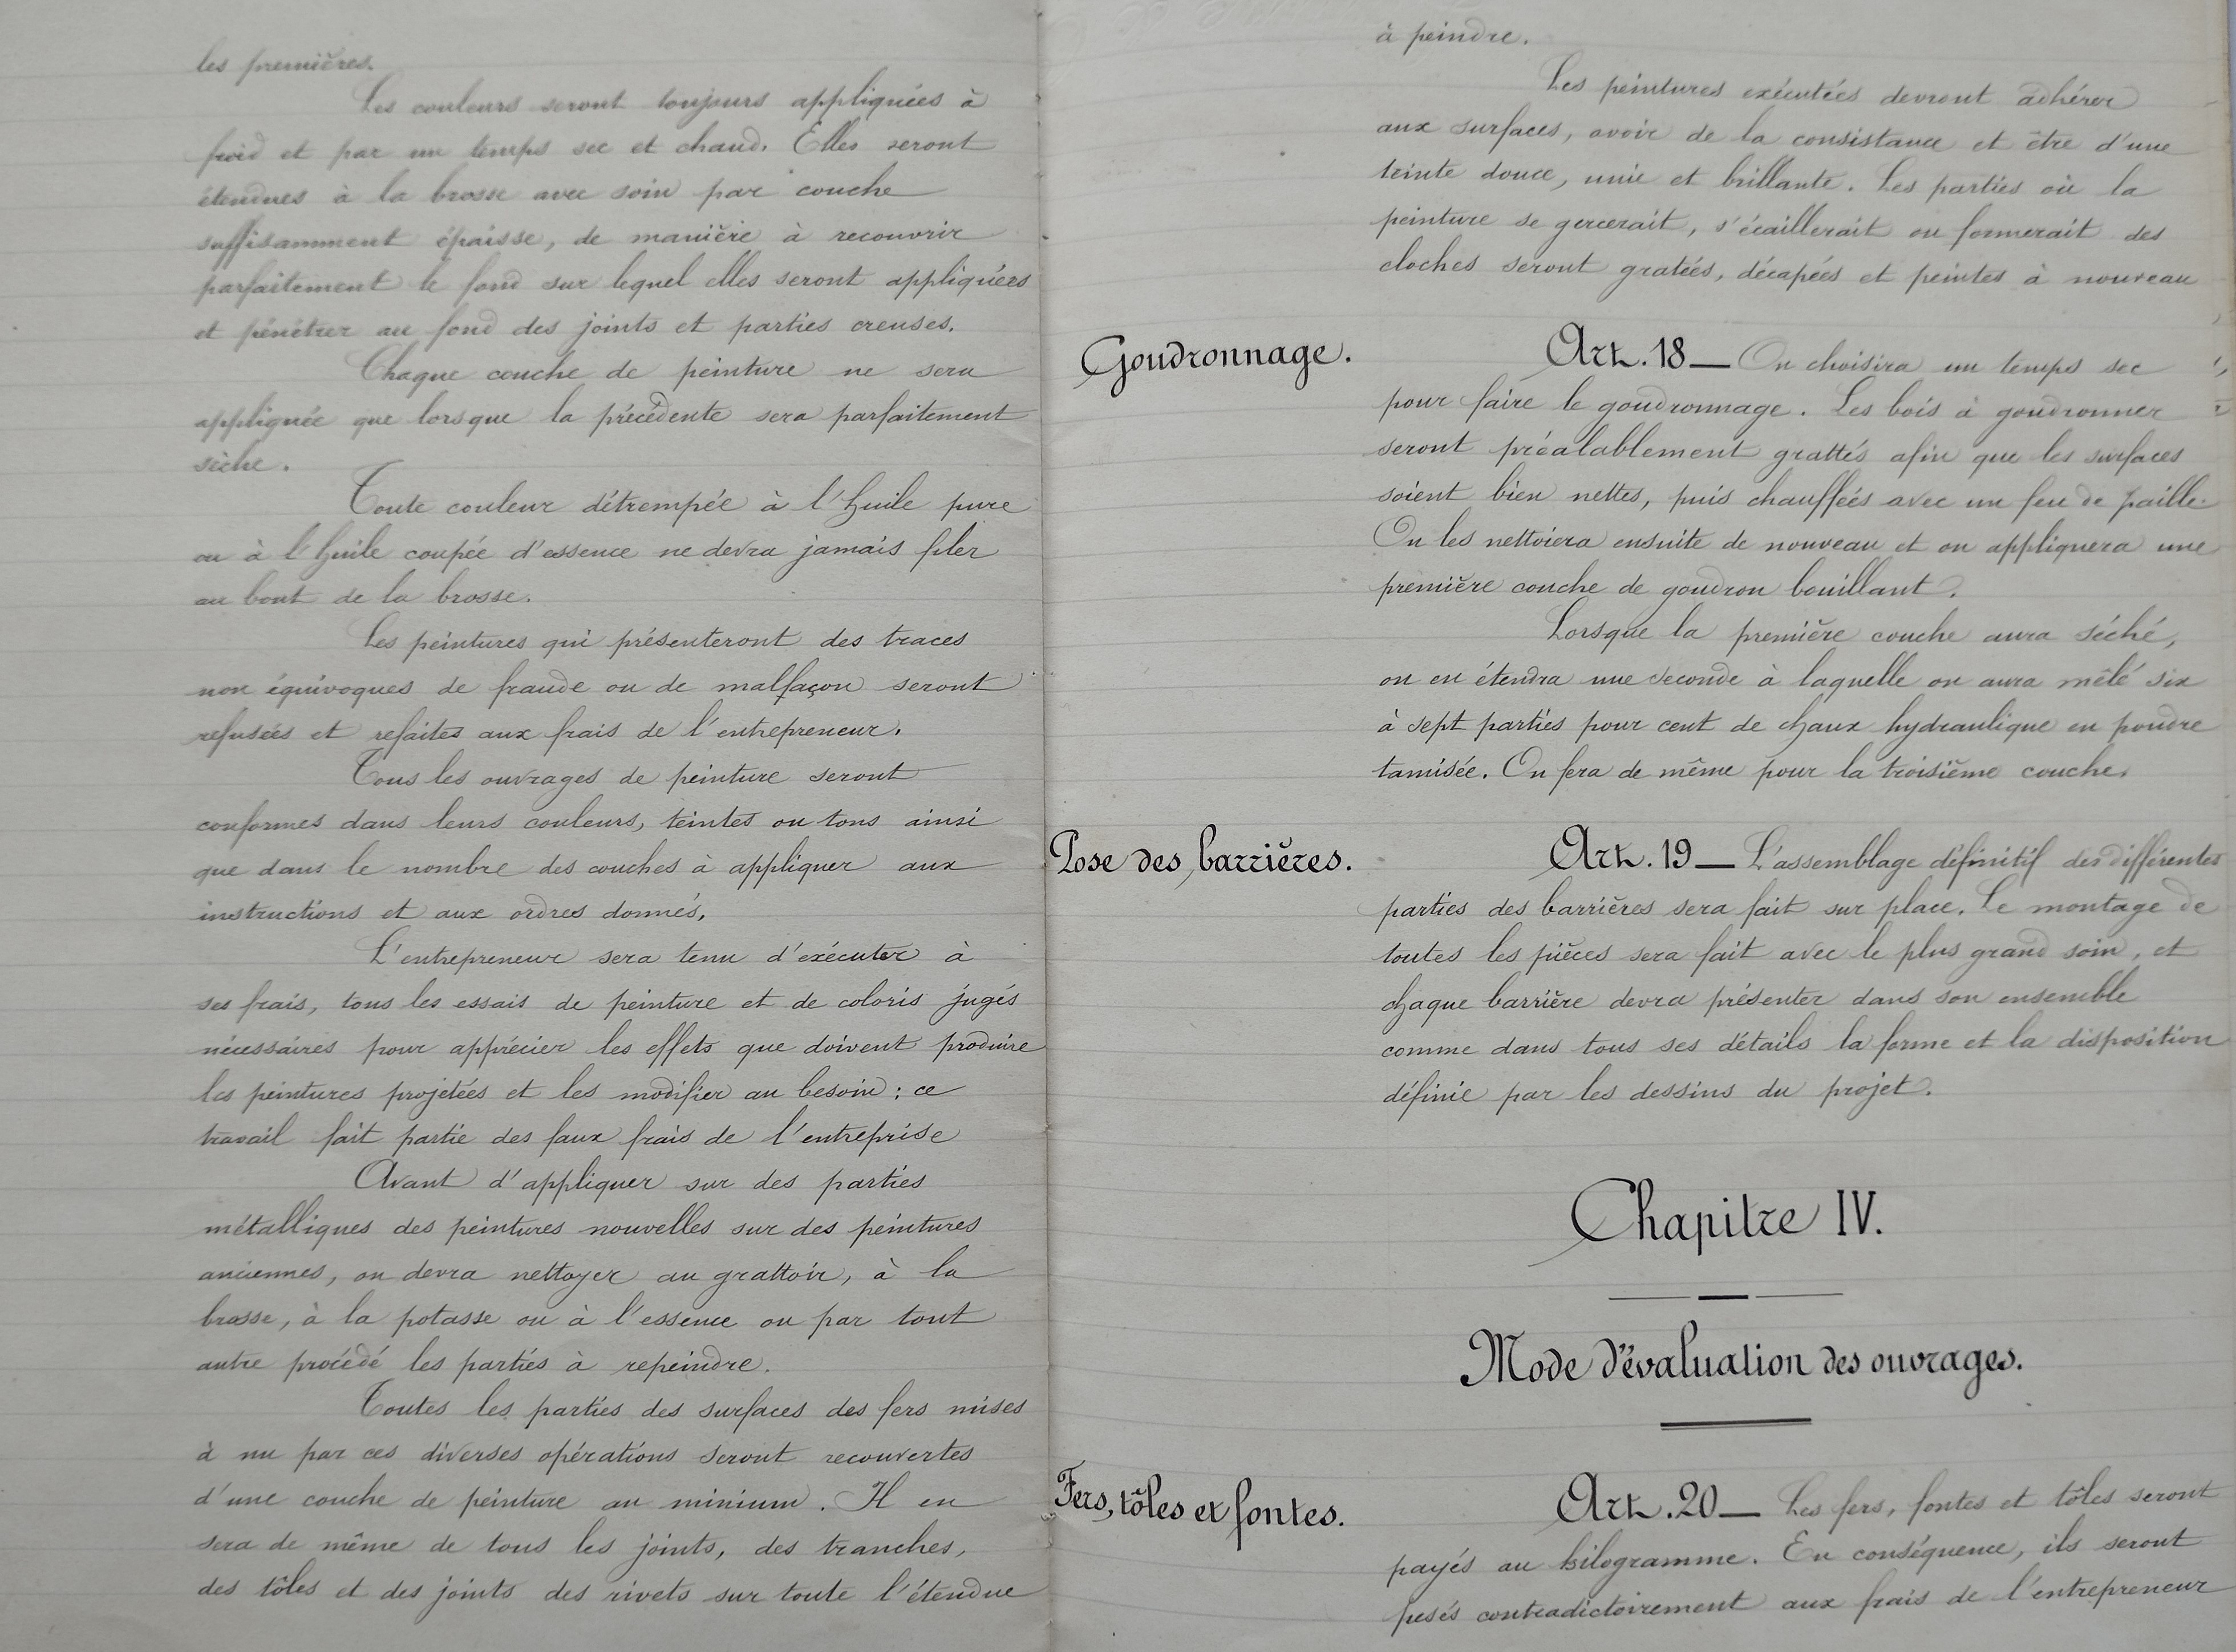 les premières.
Les couleurs seront toujours appliquées à
froid et par un temps sec et chaud. Elles seront
étendues à la brosse avec soin par couche
suffisamment épaisse, de manière à recouvrir
parfaitement le fond sur lequel elles seront appliquées
et pénétrer au fond des joints et parties creuses.
Chaque couche de peinture ne sera
appliquée que lorsque la précédente sera parfaitement
sèche.
Toute couleur détrempée à l'huile pure
ou à l'huile coupée d'essence ne devra jamais filer
au bout de la brosse.
Les peintures qui présenteront des traces
non équivoques de fraude ou de malfaçon seront
refusées et refaites aux frais de l'entrepreneur.
Tous les ouvrages de peinture seront
conformes dans leurs couleurs, teintes ou tons ainsi
que dans le nombre des couches à appliquer aux
instructions et aux ordres donnés.
L'entrepreneur sera tenu d'exécuter à
ses frais, tous les essais de peinture et de coloris jugés
nécessaires pour apprécier les effets que doivent produire
les peintures projetées et les modifier au besoin ; ce
travail fait partie des faux frais de l'entreprise
Avant d'appliquer sur des parties
métalliques des peintures nouvelles sur des peintures
anciennes, on devra nettoyer au grattoir, à la
brosse, à la potasse ou à l'essence ou par tout
autre procédé les parties à repeindre.
Toutes les parties des surfaces des fers mises
à nu par ces diverses opérations seront recouvertes
d'une couche de peinture au minium. Il en
sera de même de tous les joints, des tranches,
des tôles et des joints des rivets sur toute l'étendue
à peindre.
Les peintures exécutées devront adhérer
aux surfaces, avoir de la consistance et être d'une
teinte douce, unie et brillante. Les parties où la
peinture se gercerait, s'écaillerait ou formerait des
cloches seront gratées, décapées et peintes à nouveau
Goudronnage.
Art. 18 — On choisira un temps sec
pour faire le goudronnage. Les bois à goudronner
seront préalablement grattés afin que les surfaces
soient bien nettes, puis chauffées avec un feu de paille.
On les nettoiera ensuite de nouveau et on appliquera une
première couche de goudron bouillant.
Lorsque la première couche aura séché,
on en étendra une seconde à laquelle on aura mêlé six
à sept parties pour cent de chaux hydraulique en poudre
tamisée. On fera de même pour la troisième couche.
Pose des barrières.
Art. 19 — L'assemblage définitif des différentes
parties des barrières sera fait sur place. Le montage de
toutes les pièces sera fait avec le plus grand soin, et
chaque barrière devra présenter dans son ensemble
comme dans tous ses détails la forme et la disposition
définie par les dessins du projet.
Chapitre IV.
Mode d'évaluation des ouvrages.
Fers, tôles et fontes.
Art. 20 — Les fers, fontes et tôles seront
payés au kilogramme. En conséquence, ils seront
pesés contradictoirement aux frais de l'entrepreneur